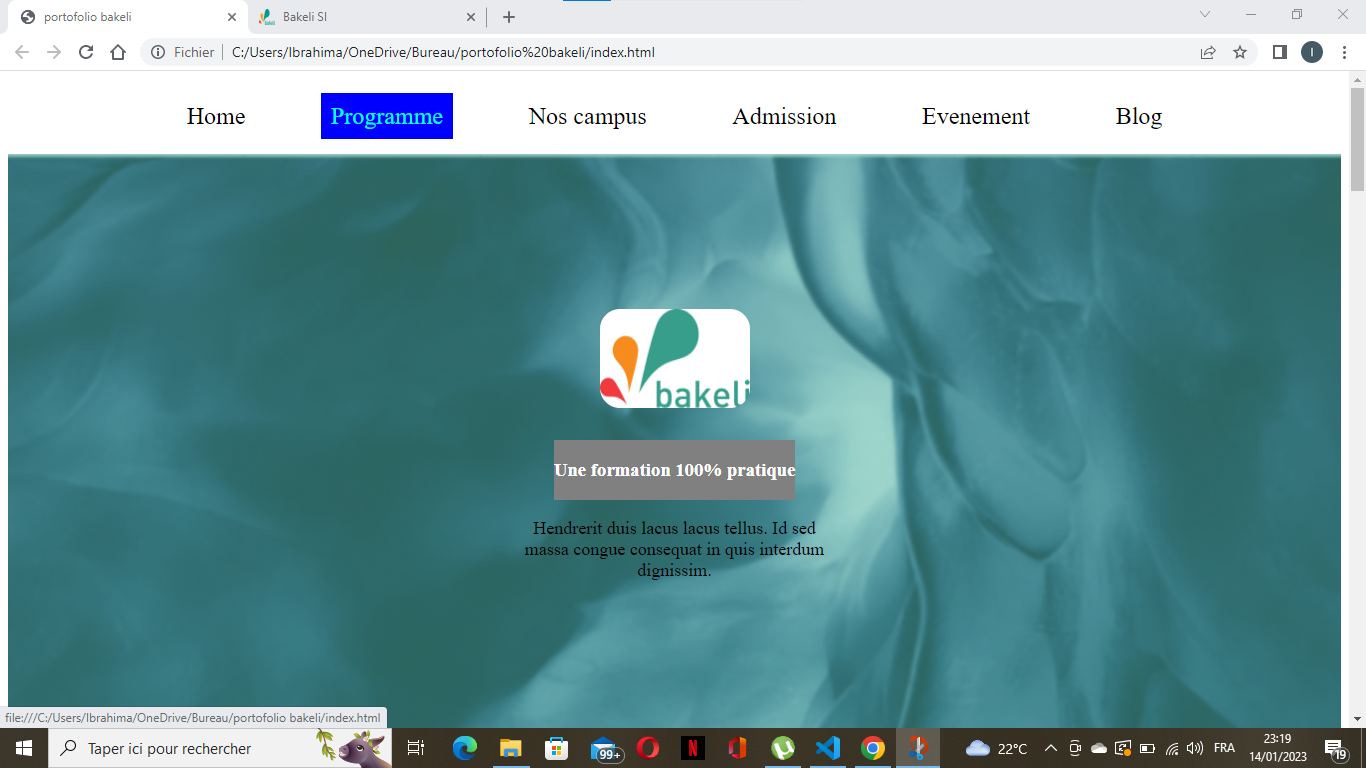 portofolio bakeli
Bakeli SI
Fichier
C:/Users/Ibrahima/OneDrive/Bureau/portofolio%20bakeli/index.html
I
Home
Programme
Nos campus
Admission
Evenement
Blog
bakeli
Une formation 100% pratique
Hendrerit duis lacus lacus tellus. Id sed
massa congue consequat in quis interdum
dignissim.
file:///C:/Users/Ibrahima/OneDrive/Bureau/portofolio bakeli/index.html
Taper ici pour rechercher
99+
N
22°C
FRA
23:19
14/01/2023
19